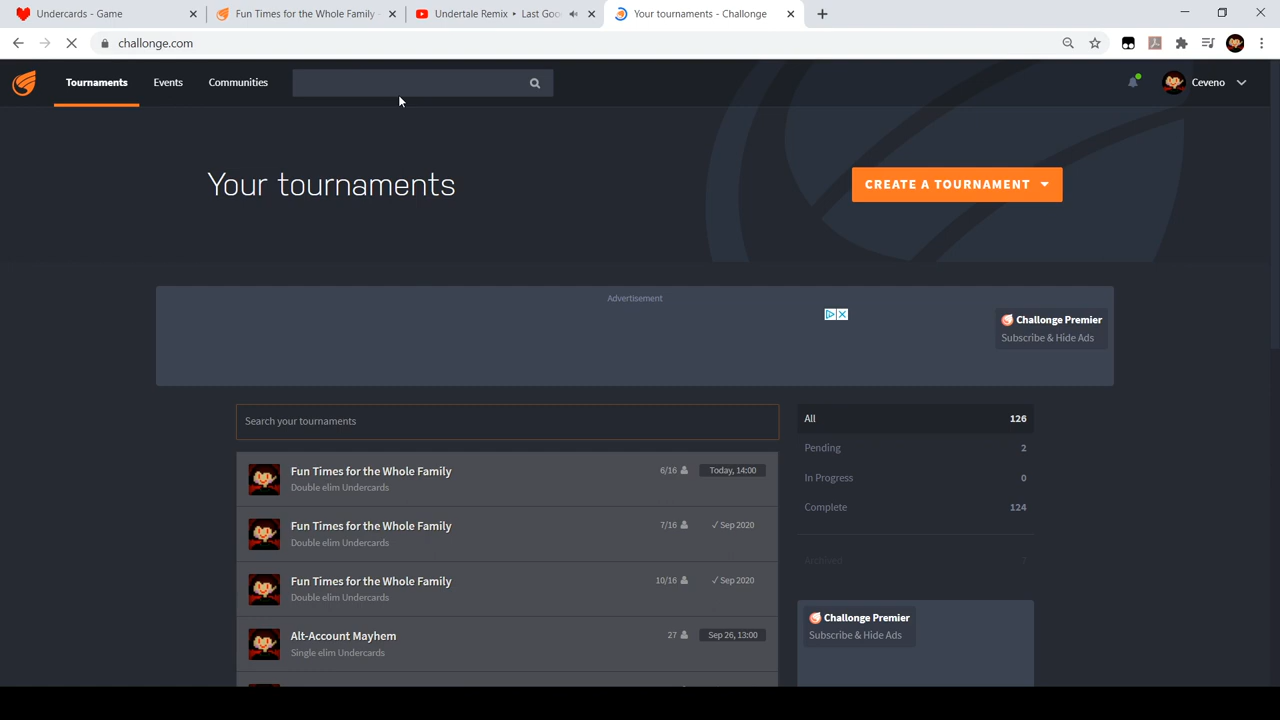 Undercards - Game
Fun Times for the Whole Family -
Undertale Remix ‣ Last Goo
Your tournaments - Challonge
challonge.com
Tournaments
Events
Communities
Ceveno
Your tournaments
CREATE A TOURNAMENT
Advertisement
Challonge Premier
Subscribe & Hide Ads
Search your tournaments
All 126
Pending 2
In Progress 0
Complete 124
Archived
Fun Times for the Whole Family 6/16 Today, 14:00
Double elim Undercards
Fun Times for the Whole Family 7/16 ✓ Sep 2020
Double elim Undercards
Fun Times for the Whole Family 10/16 ✓ Sep 2020
Double elim Undercards
Alt-Account Mayhem 27 Sep 26, 13:00
Single elim Undercards
Challonge Premier
Subscribe & Hide Ads